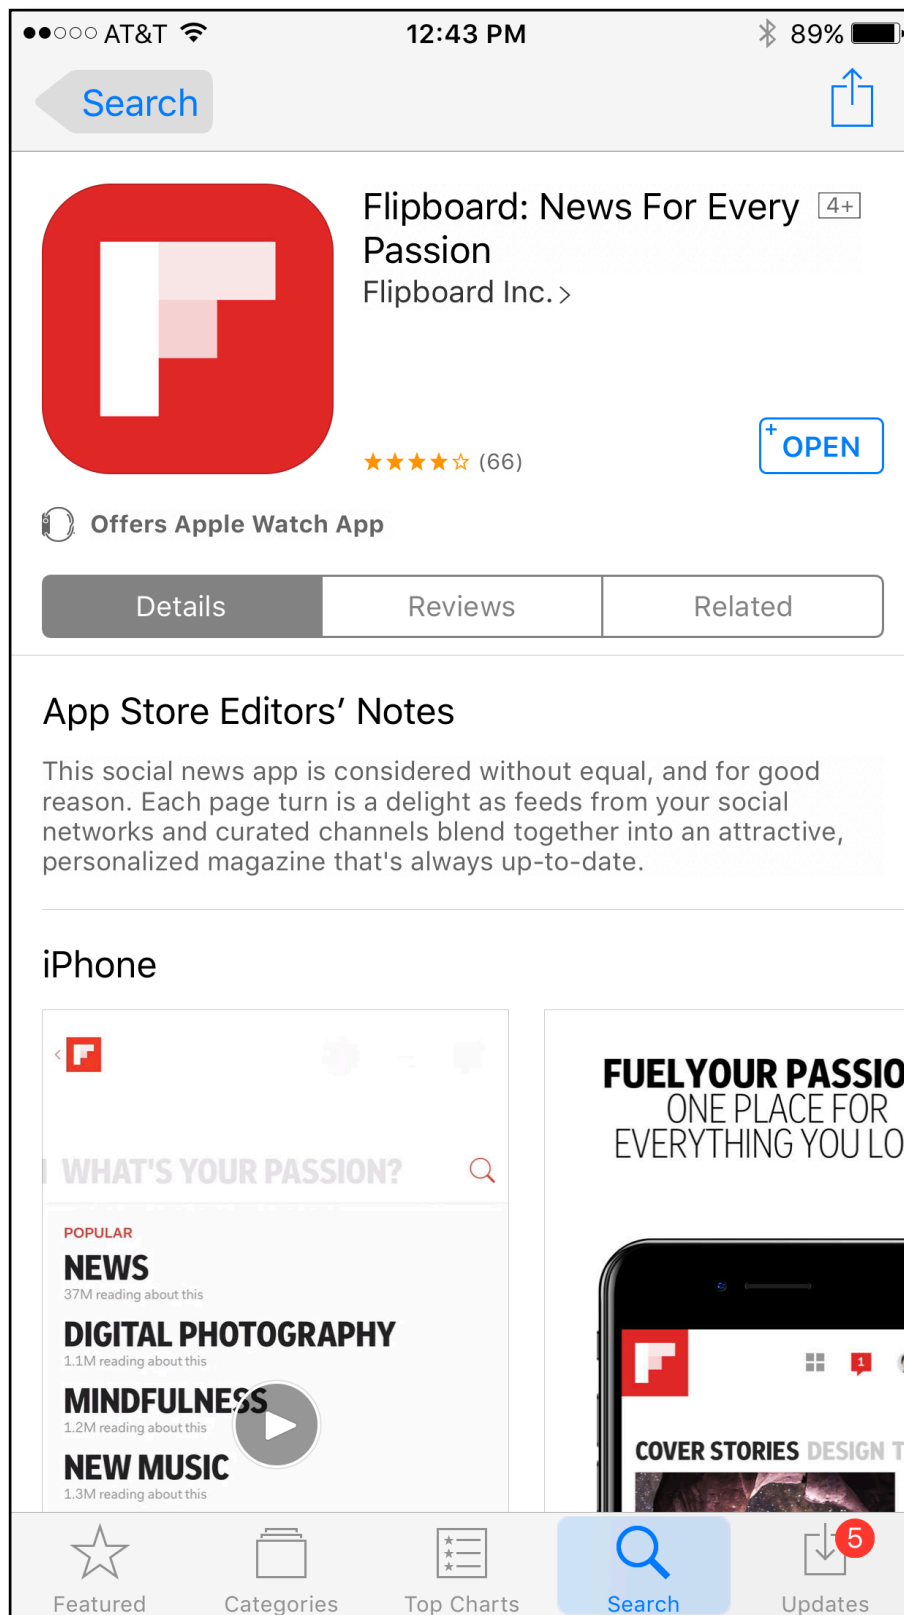 AT&T 12:43 PM 89%
Search
Flipboard: News For Every 4+
Passion
Flipboard Inc. >
(66)
+ OPEN
Offers Apple Watch App
Details Reviews Related
App Store Editors’ Notes
This social news app is considered without equal, and for good
reason. Each page turn is a delight as feeds from your social
networks and curated channels blend together into an attractive,
personalized magazine that's always up-to-date.
iPhone
WHAT'S YOUR PASSION?
POPULAR
NEWS
37M reading about this
DIGITAL PHOTOGRAPHY
1.1M reading about this
MINDFULNESS
1.2M reading about this
NEW MUSIC
1.3M reading about this
FUELYOUR PASSIO
ONE PLACE FOR
EVERYTHING YOU LO
1
COVER STORIES DESIGN T
5
Featured Categories Top Charts Search Updates